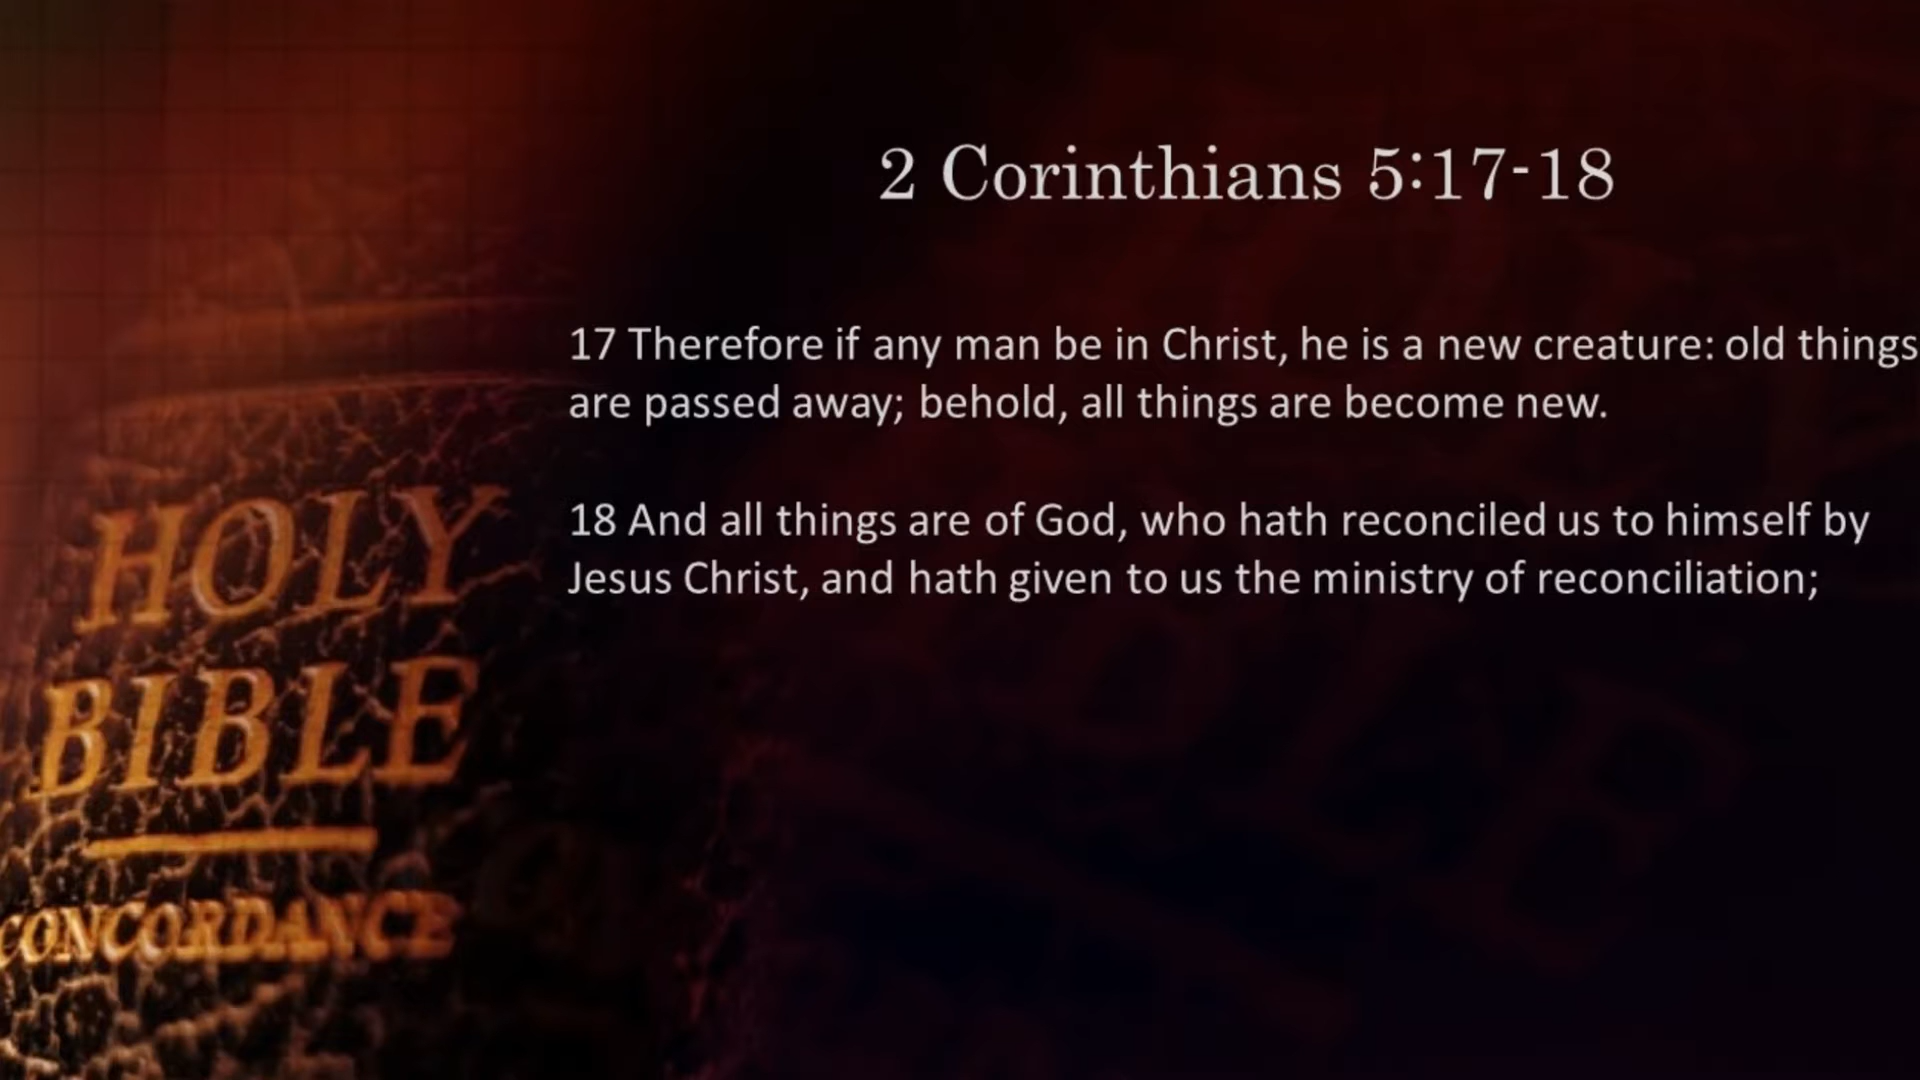 2 Corinthians 5:17-18
17 Therefore if any man be in Christ, he is a new creature: old things
are passed away; behold, all things are become new.
18 And all things are of God, who hath reconciled us to himself by
Jesus Christ, and hath given to us the ministry of reconciliation;
HOLY
BIBLE
CONCORDANCE